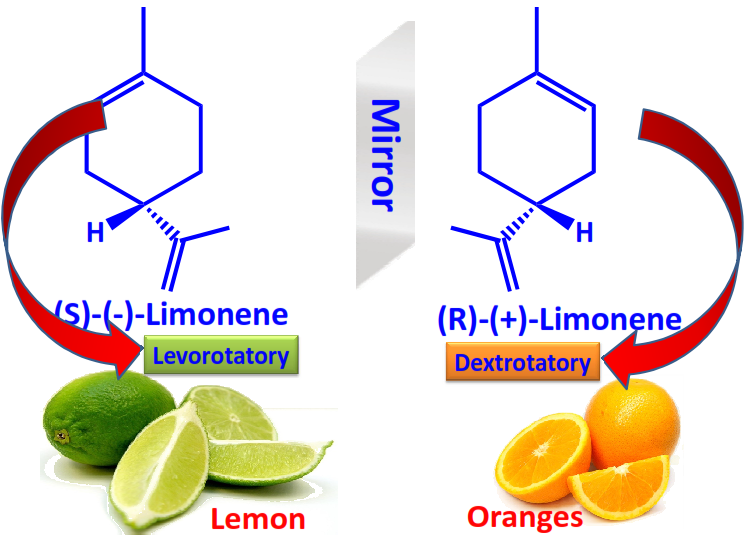 Mirror
H
H
(S)-(-)-Limonene
(R)-(+)-Limonene
Levorotatory
Dextrotatory
Lemon
Oranges